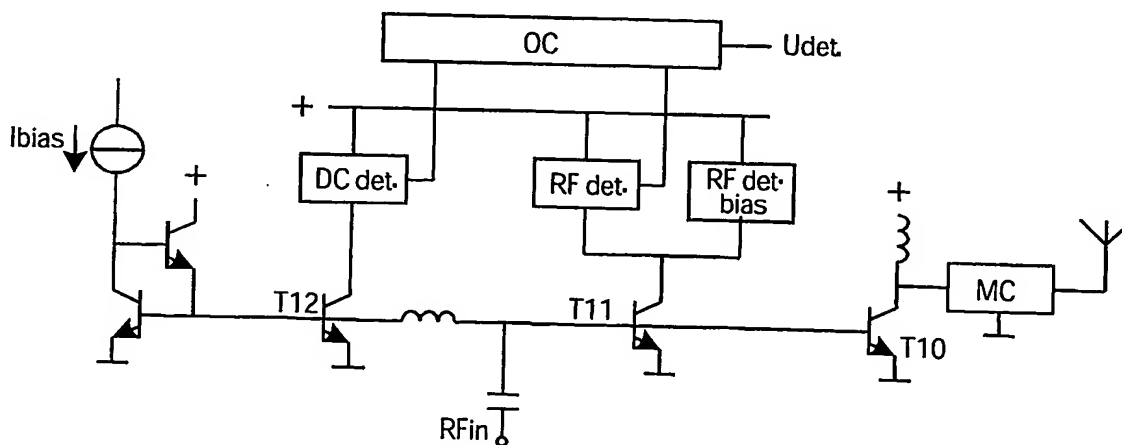 OC
Udet.
+
Ibias
+
DC det.
RF det.
RF det.
bias
+
T12
T11
MC
T10
RFin